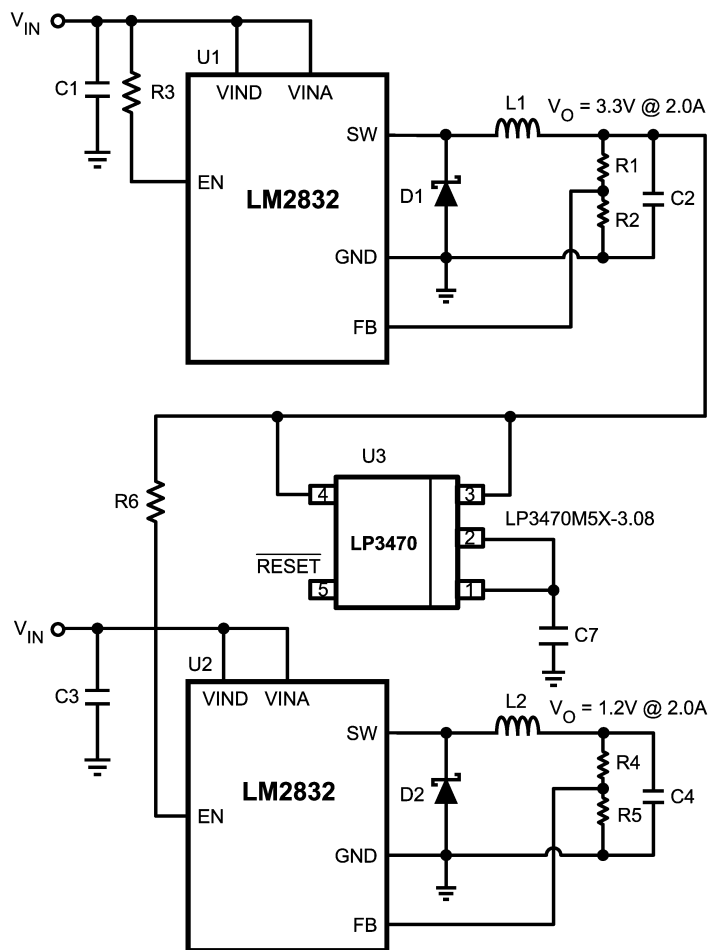 VIN
U1
C1
R3
VIND VINA
L1
VO = 3.3V @ 2.0A
SW
R1
EN
LM2832
D1
R2
C2
GND
FB
U3
R6
4
3
LP3470M5X-3.08
2
LP3470
RESET
5
1
VIN
C7
U2
C3
VIND VINA
L2
VO = 1.2V @ 2.0A
SW
R4
LM2832
D2
C4
EN
R5
GND
FB